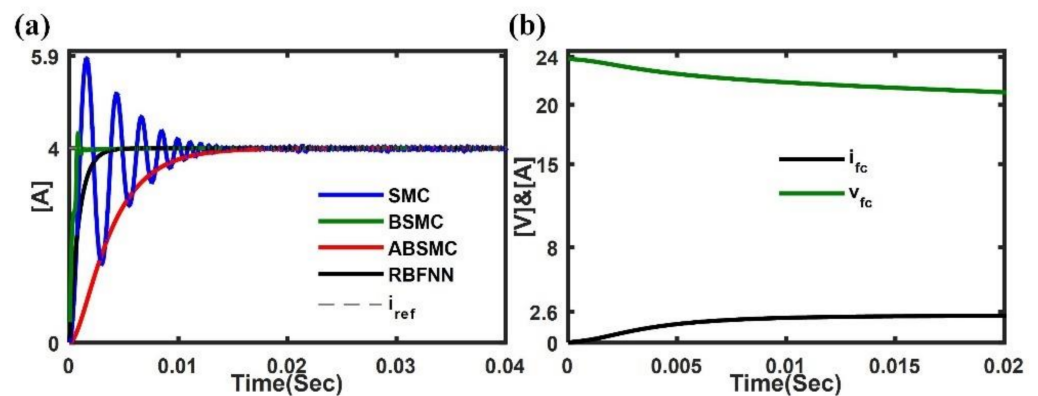 (a)
5.9
4
0
[A]
SMC
BSMC
ABSMC
RBFNN
i_ref
0 0.01 0.02 0.03 0.04
Time(Sec)
(b)
24
20
15
8
2.6
0
[V]&[A]
i_fc
v_fc
0 0.005 0.01 0.015 0.02
Time(Sec)